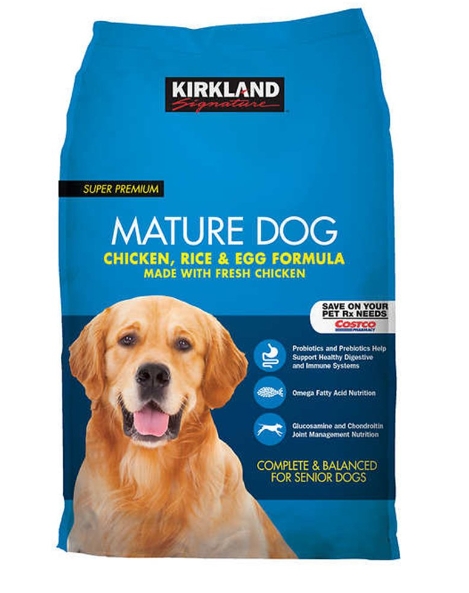 KIRKLAND
Signature
SUPER PREMIUM
MATURE DOG
CHICKEN, RICE & EGG FORMULA
MADE WITH FRESH CHICKEN
SAVE ON YOUR
PET Rx NEEDS
COSTCO
PHARMACY
Probiotics and Prebiotics Help
Support Healthy Digestive
and Immune Systems
Omega Fatty Acid Nutrition
Glucosamine and Chondroitin
Joint Management Nutrition
COMPLETE & BALANCED
FOR SENIOR DOGS